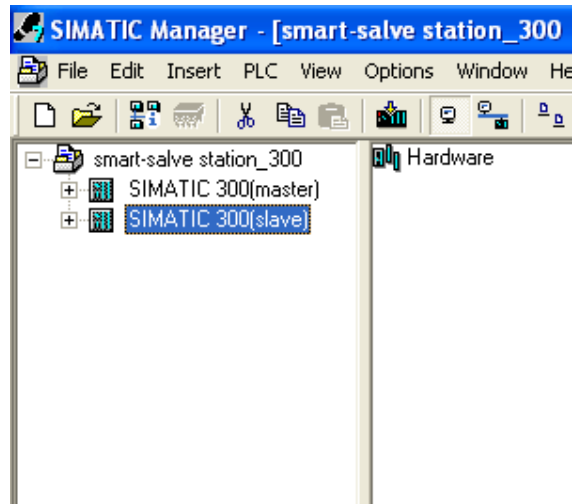 SIMATIC Manager - [smart-salve station_300
File Edit Insert PLC View Options Window He
smart-salve station_300
SIMATIC 300(master)
SIMATIC 300(slave)
Hardware